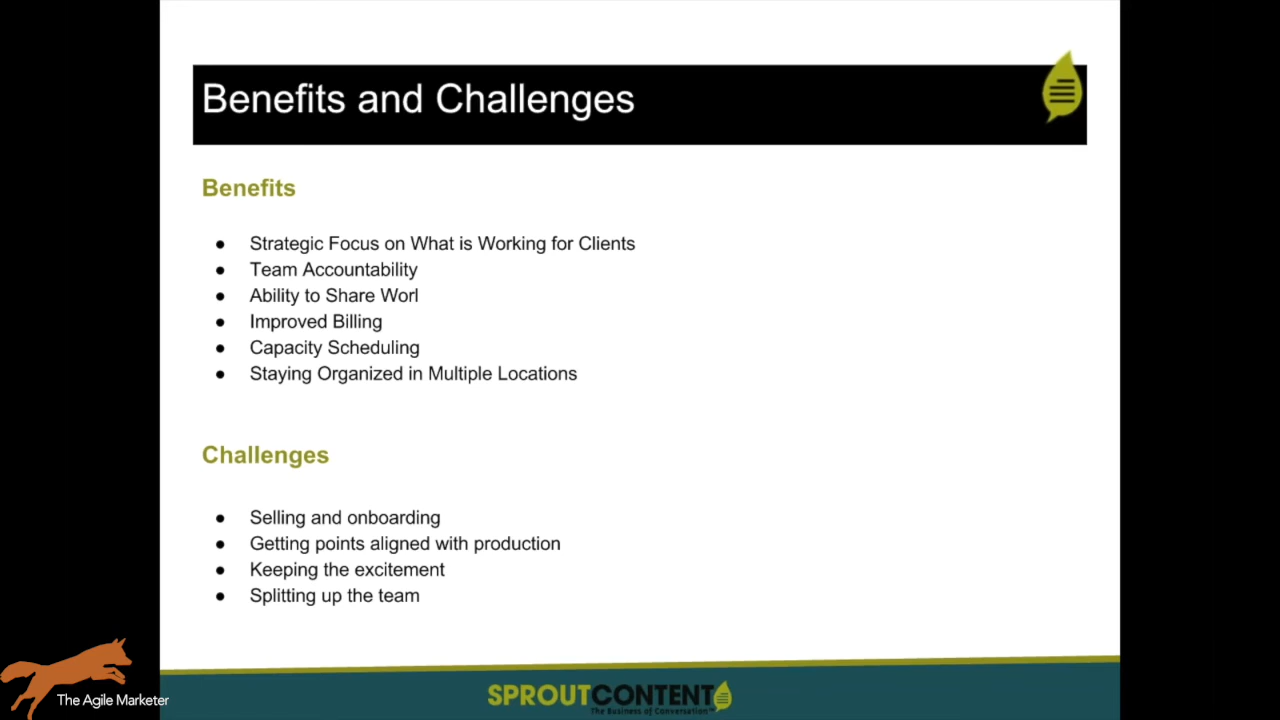 Benefits and Challenges
Benefits
● Strategic Focus on What is Working for Clients
● Team Accountability
● Ability to Share Worl
● Improved Billing
● Capacity Scheduling
● Staying Organized in Multiple Locations
Challenges
● Selling and onboarding
● Getting points aligned with production
● Keeping the excitement
● Splitting up the team
The Agile Marketer
SPROUTCONTENT
The Business of Conversation™